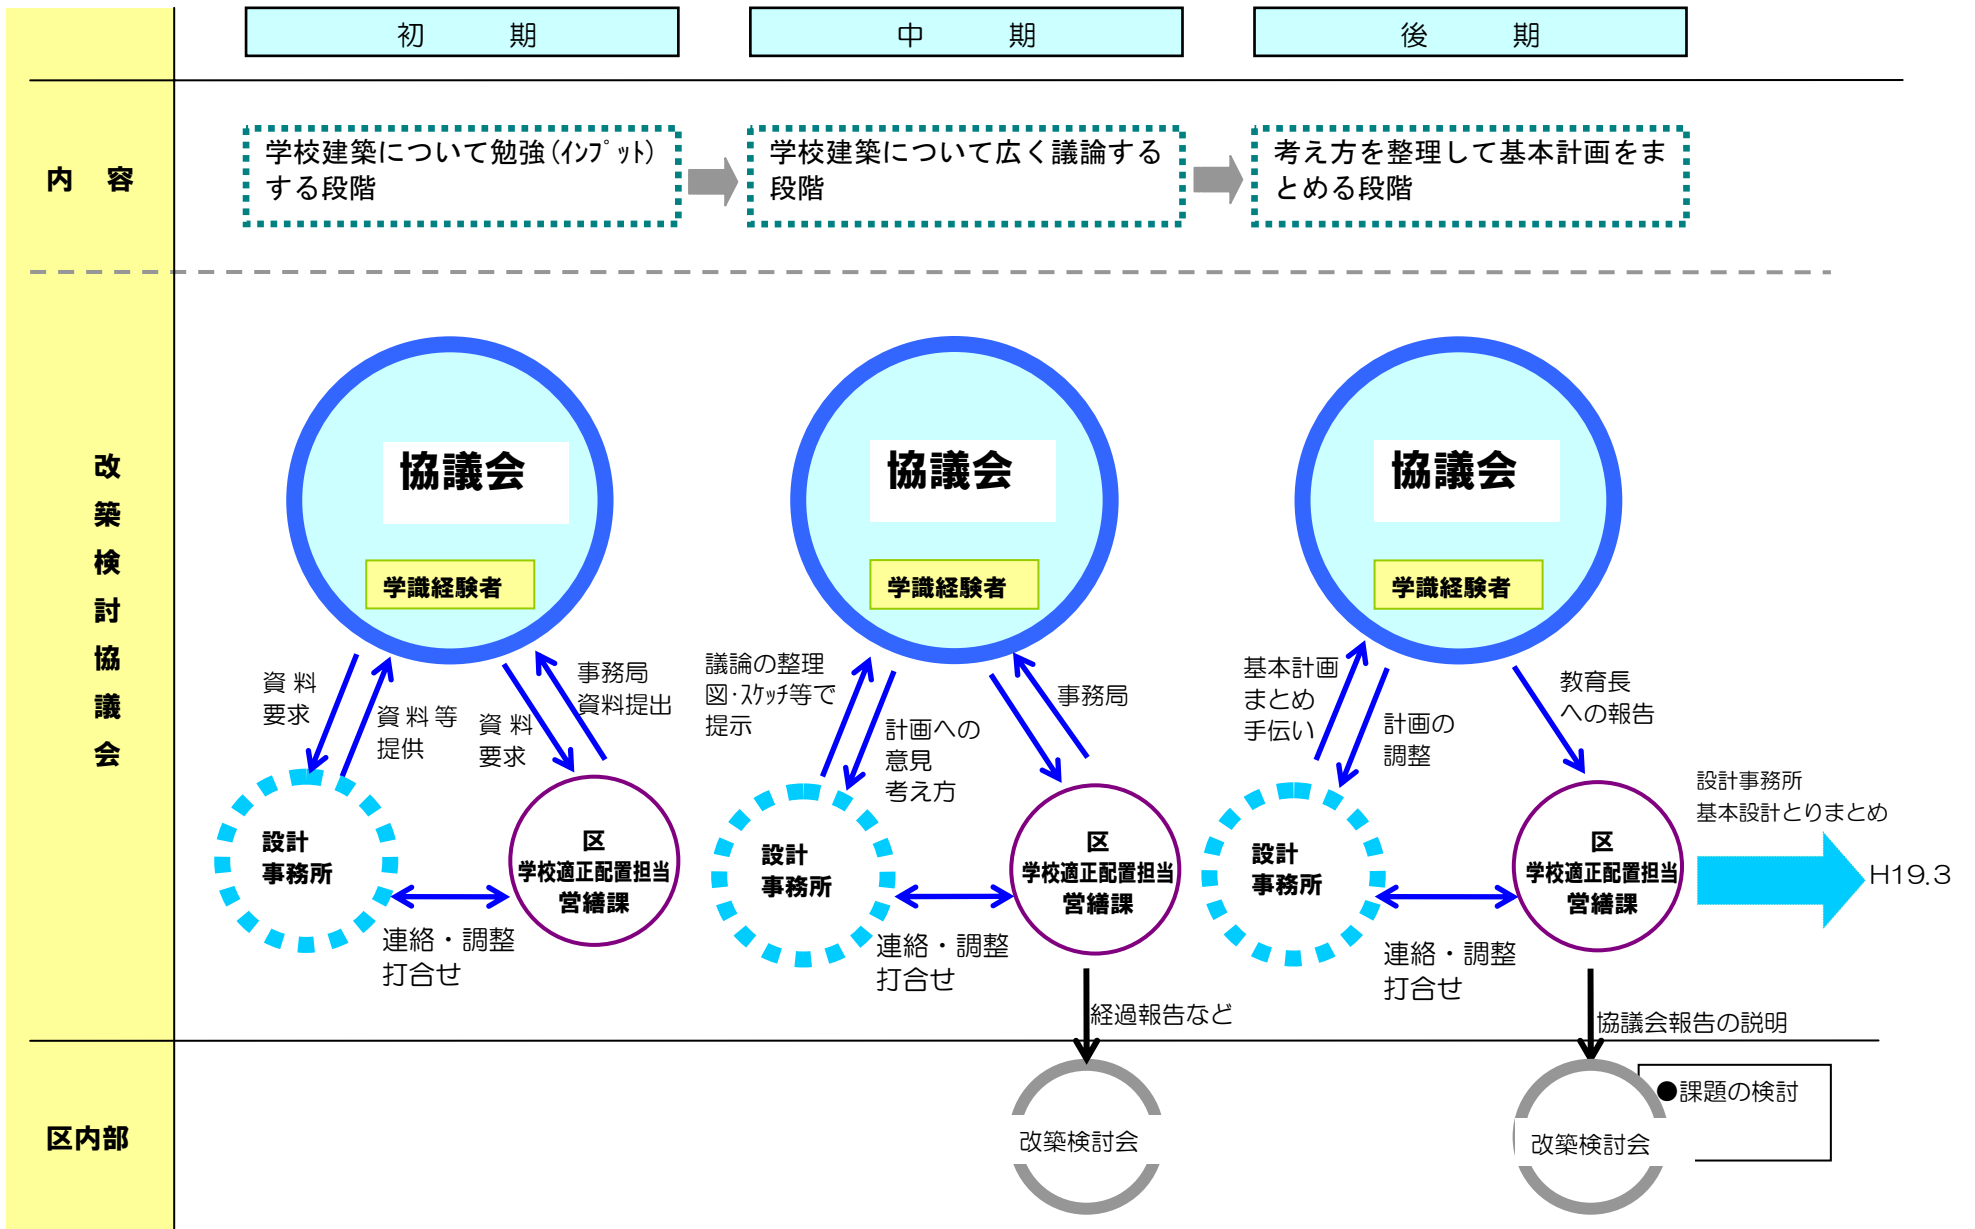 初　　期
中　　期
後　　期
内　容
学校建築について勉強(ｲﾝﾌﾟｯﾄ)
する段階
学校建築について広く議論する
段階
考え方を整理して基本計画をま
とめる段階
改築検討協議会
協議会
学識経験者
資料
要求
資料等
提供
資料
要求
事務局
資料提出
設計
事務所
区
学校適正配置担当
営繕課
連絡・調整
打合せ
協議会
学識経験者
議論の整理
図・ｽｹｯﾁ等で
提示
計画への
意見
考え方
事務局
設計
事務所
区
学校適正配置担当
営繕課
連絡・調整
打合せ
経過報告など
協議会
学識経験者
基本計画
まとめ
手伝い
計画の
調整
教育長
への報告
設計
事務所
区
学校適正配置担当
営繕課
連絡・調整
打合せ
設計事務所
基本設計とりまとめ
H19.3
協議会報告の説明
区内部
改築検討会
改築検討会
●課題の検討